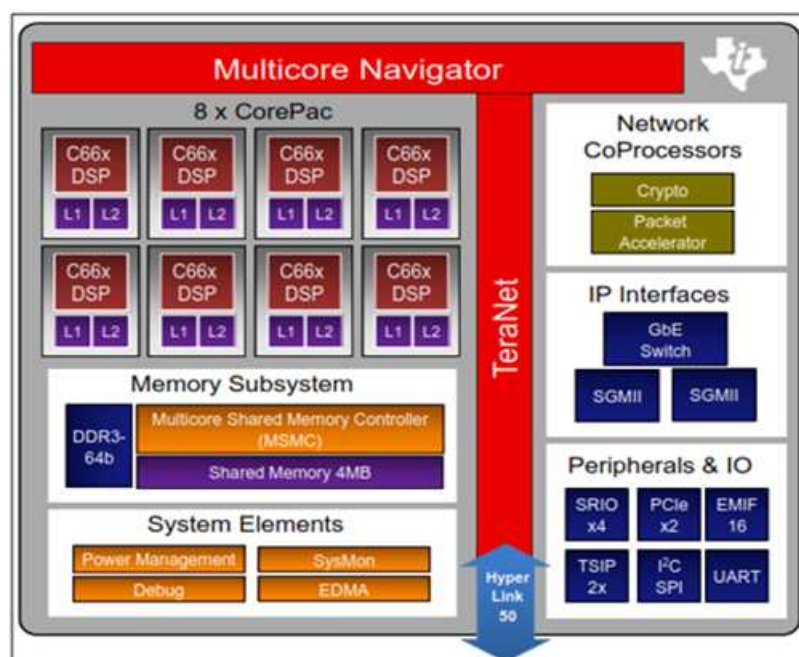 Multicore Navigator
ti
8 x CorePac
C66x C66x C66x C66x
DSP DSP DSP DSP
L1 L2 L1 L2 L1 L2 L1 L2
C66x C66x C66x C66x
DSP DSP DSP DSP
L1 L2 L1 L2 L1 L2 L1 L2
Memory Subsystem
DDR3-
64b
Multicore Shared Memory Controller
(MSMC)
Shared Memory 4MB
System Elements
Power Management SysMon
Debug EDMA
TeraNet
Hyper
Link
50
Network
CoProcessors
Crypto
Packet
Accelerator
IP Interfaces
GbE
Switch
SGMII SGMII
Peripherals & IO
SRIO PCIe EMIF
x4 x2 16
TSIP I²C UART
2x SPI